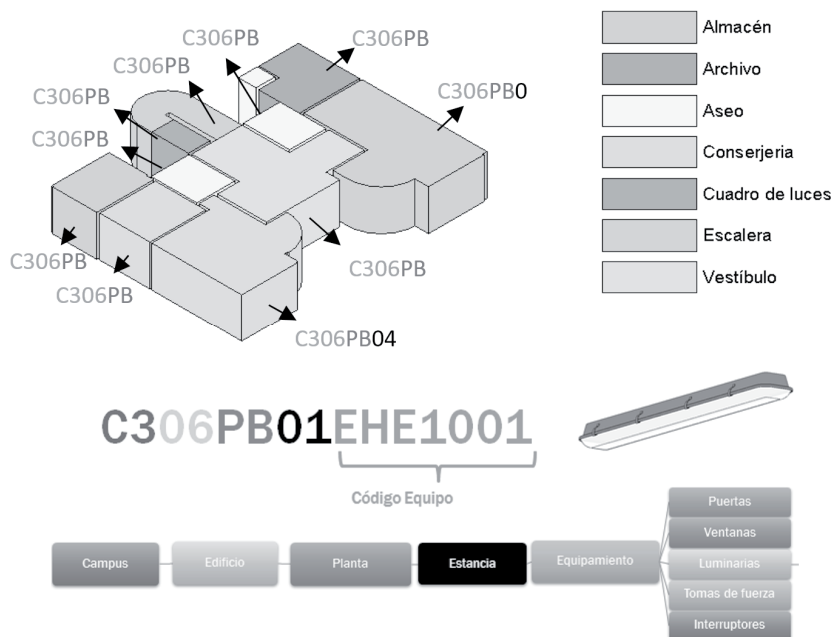 C306PB
C306PB
C306PB
C306PB0
C306PB
C306PB
C306PB
C306PB
C306PB
C306PB04
Almacén
Archivo
Aseo
Conserjeria
Cuadro de luces
Escalera
Vestíbulo
C306PB01EHE1001
Código Equipo
Campus
Edificio
Planta
Estancia
Equipamiento
Puertas
Ventanas
Luminarias
Tomas de fuerza
Interruptores